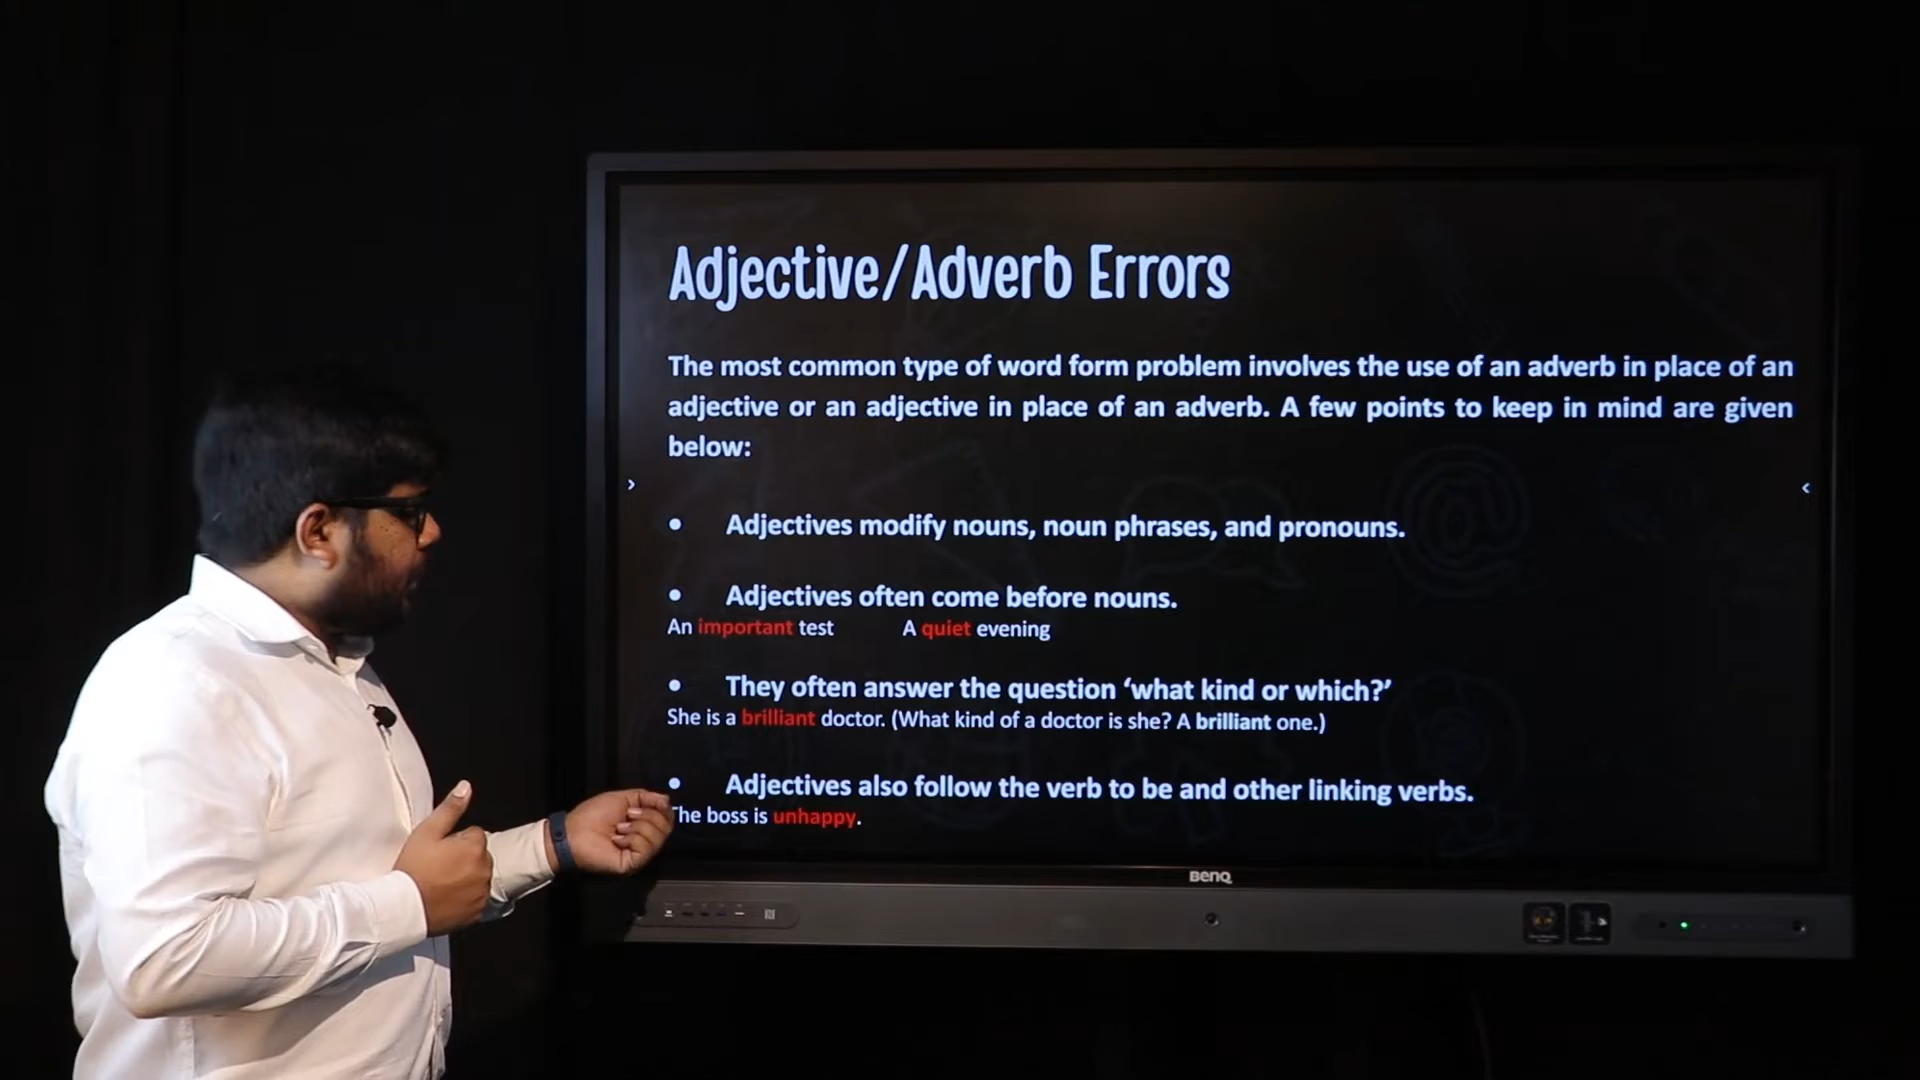 Adjective/Adverb Errors
The most common type of word form problem involves the use of an adverb in place of an
adjective or an adjective in place of an adverb. A few points to keep in mind are given
below:
• Adjectives modify nouns, noun phrases, and pronouns.
• Adjectives often come before nouns.
An important test A quiet evening
• They often answer the question ‘what kind or which?’
She is a brilliant doctor. (What kind of a doctor is she? A brilliant one.)
• Adjectives also follow the verb to be and other linking verbs.
The boss is unhappy.
BenQ